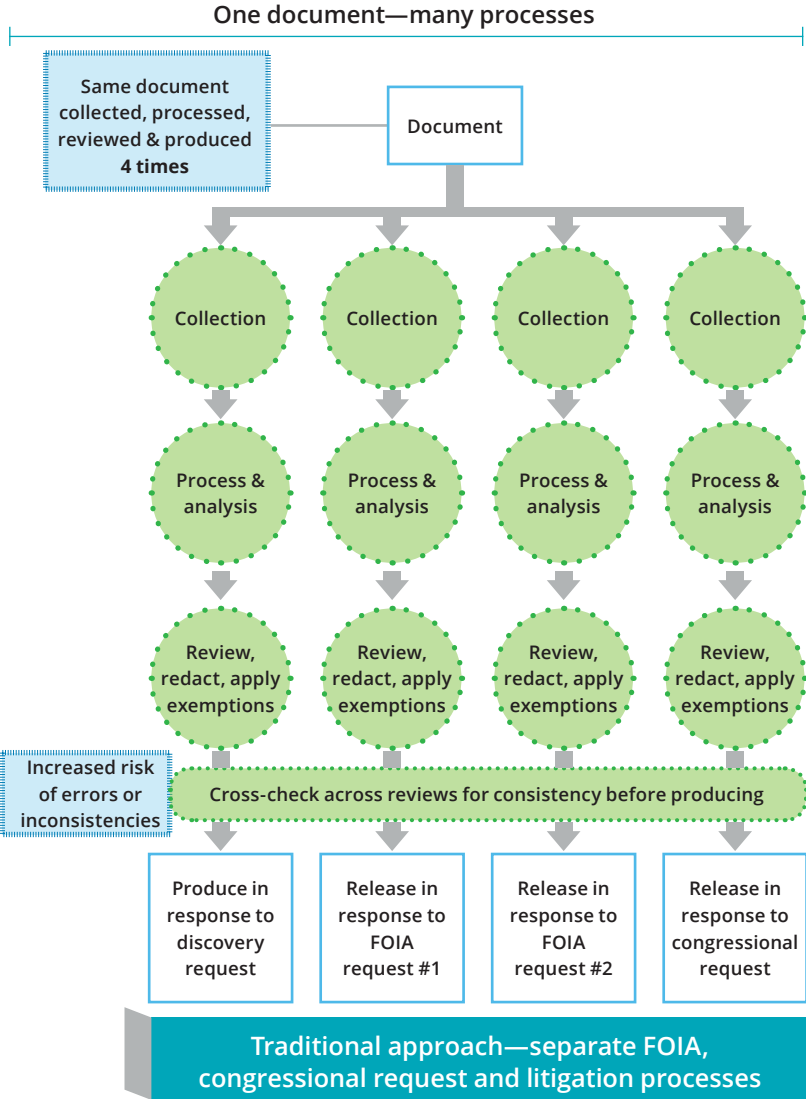 One document—many processes
Same document
collected, processed,
reviewed & produced
4 times
Document
Collection
Collection
Collection
Collection
Process &
analysis
Process &
analysis
Process &
analysis
Process &
analysis
Review,
redact, apply
exemptions
Review,
redact, apply
exemptions
Review,
redact, apply
exemptions
Review,
redact, apply
exemptions
Increased risk
of errors or
inconsistencies
Cross-check across reviews for consistency before producing
Produce in
response to
discovery
request
Release in
response to
FOIA
request #1
Release in
response to
FOIA
request #2
Release in
response to
congressional
request
Traditional approach—separate FOIA,
congressional request and litigation processes